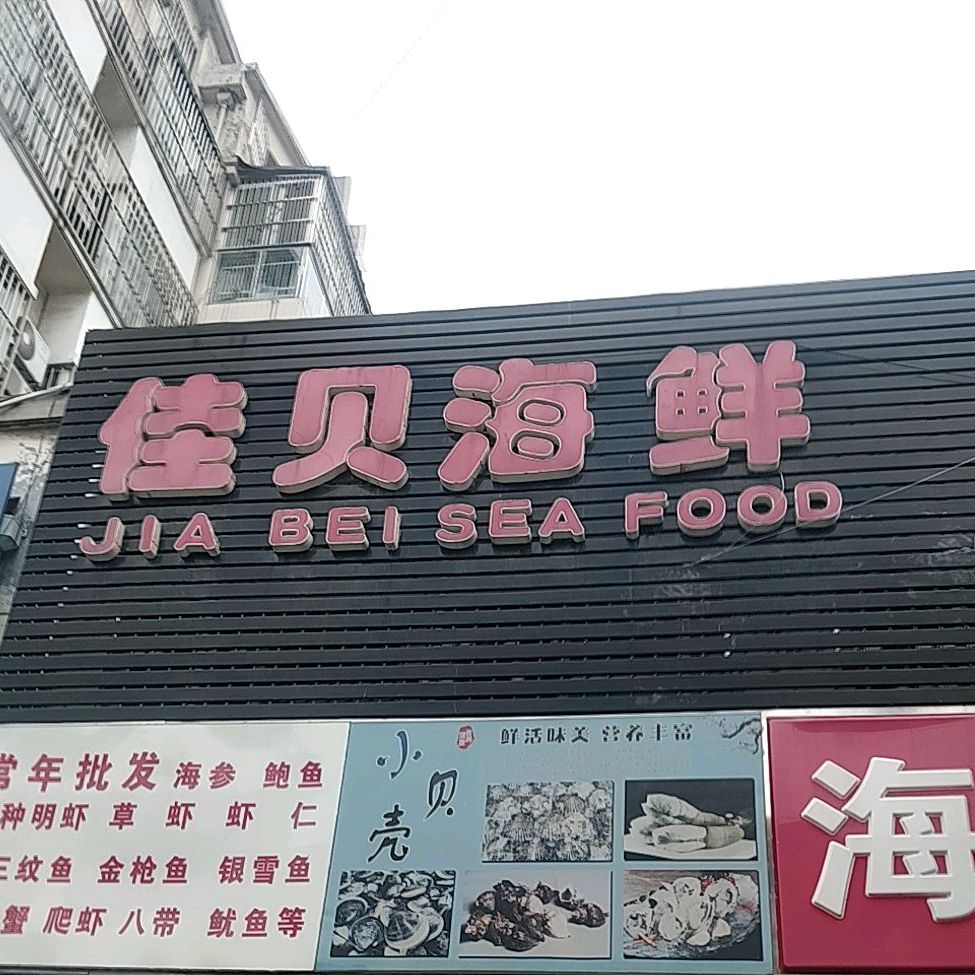 佳贝海鲜
JIA BEI SEA FOOD
常年批发 海参 鲍鱼
种明虾 草 虾 虾 仁
三纹鱼 金枪鱼 银雪鱼
蟹 爬虾 八带 鱿鱼等
小贝壳
鲜活味美 营养丰富
海